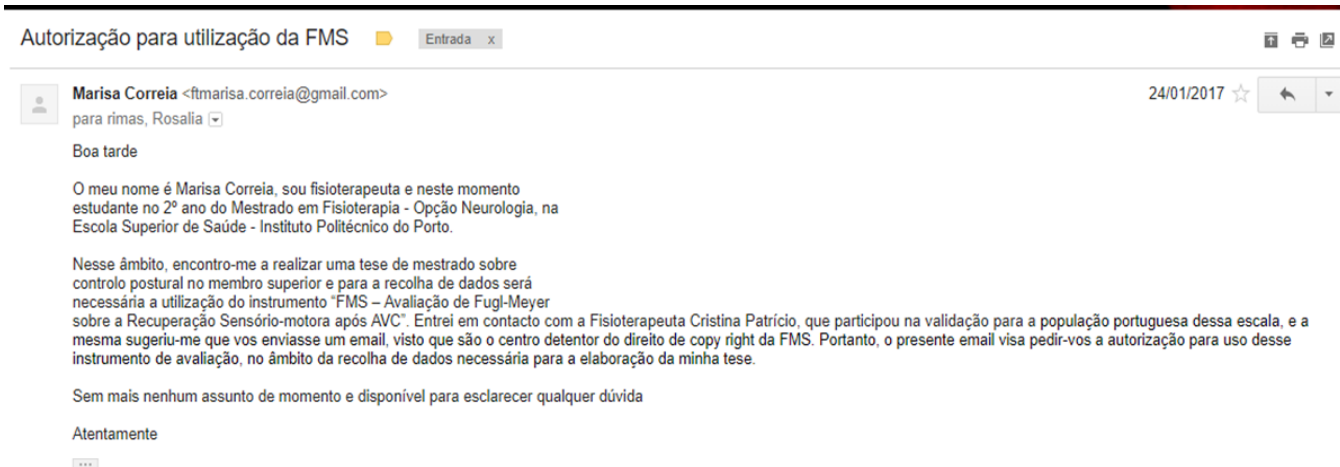 Autorização para utilização da FMS
Entrada x
Marisa Correia <ftmarisa.correia@gmail.com>
24/01/2017
para rimas, Rosalia
Boa tarde
O meu nome é Marisa Correia, sou fisioterapeuta e neste momento
estudante no 2º ano do Mestrado em Fisioterapia - Opção Neurologia, na
Escola Superior de Saúde - Instituto Politécnico do Porto.
Nesse âmbito, encontro-me a realizar uma tese de mestrado sobre
controlo postural no membro superior e para a recolha de dados será
necessária a utilização do instrumento “FMS – Avaliação de Fugl-Meyer
sobre a Recuperação Sensório-motora após AVC”. Entrei em contacto com a Fisioterapeuta Cristina Patrício, que participou na validação para a população portuguesa dessa escala, e a
mesma sugeriu-me que vos enviasse um email, visto que são o centro detentor do direito de copy right da FMS. Portanto, o presente email visa pedir-vos a autorização para uso desse
instrumento de avaliação, no âmbito da recolha de dados necessária para a elaboração da minha tese.
Sem mais nenhum assunto de momento e disponível para esclarecer qualquer dúvida
Atentamente
...